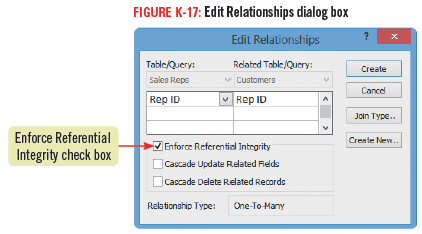 FIGURE K-17: Edit Relationships dialog box
Edit Relationships
?
x
Table/Query: Related Table/Query:
Sales Reps Customers
Rep ID Rep ID
Create
Cancel
Join Type..
Create New..
Enforce Referential Integrity check box
Enforce Referential Integrity
Cascade Update Related Fields
Cascade Delete Related Records
Relationship Type: One-To-Many